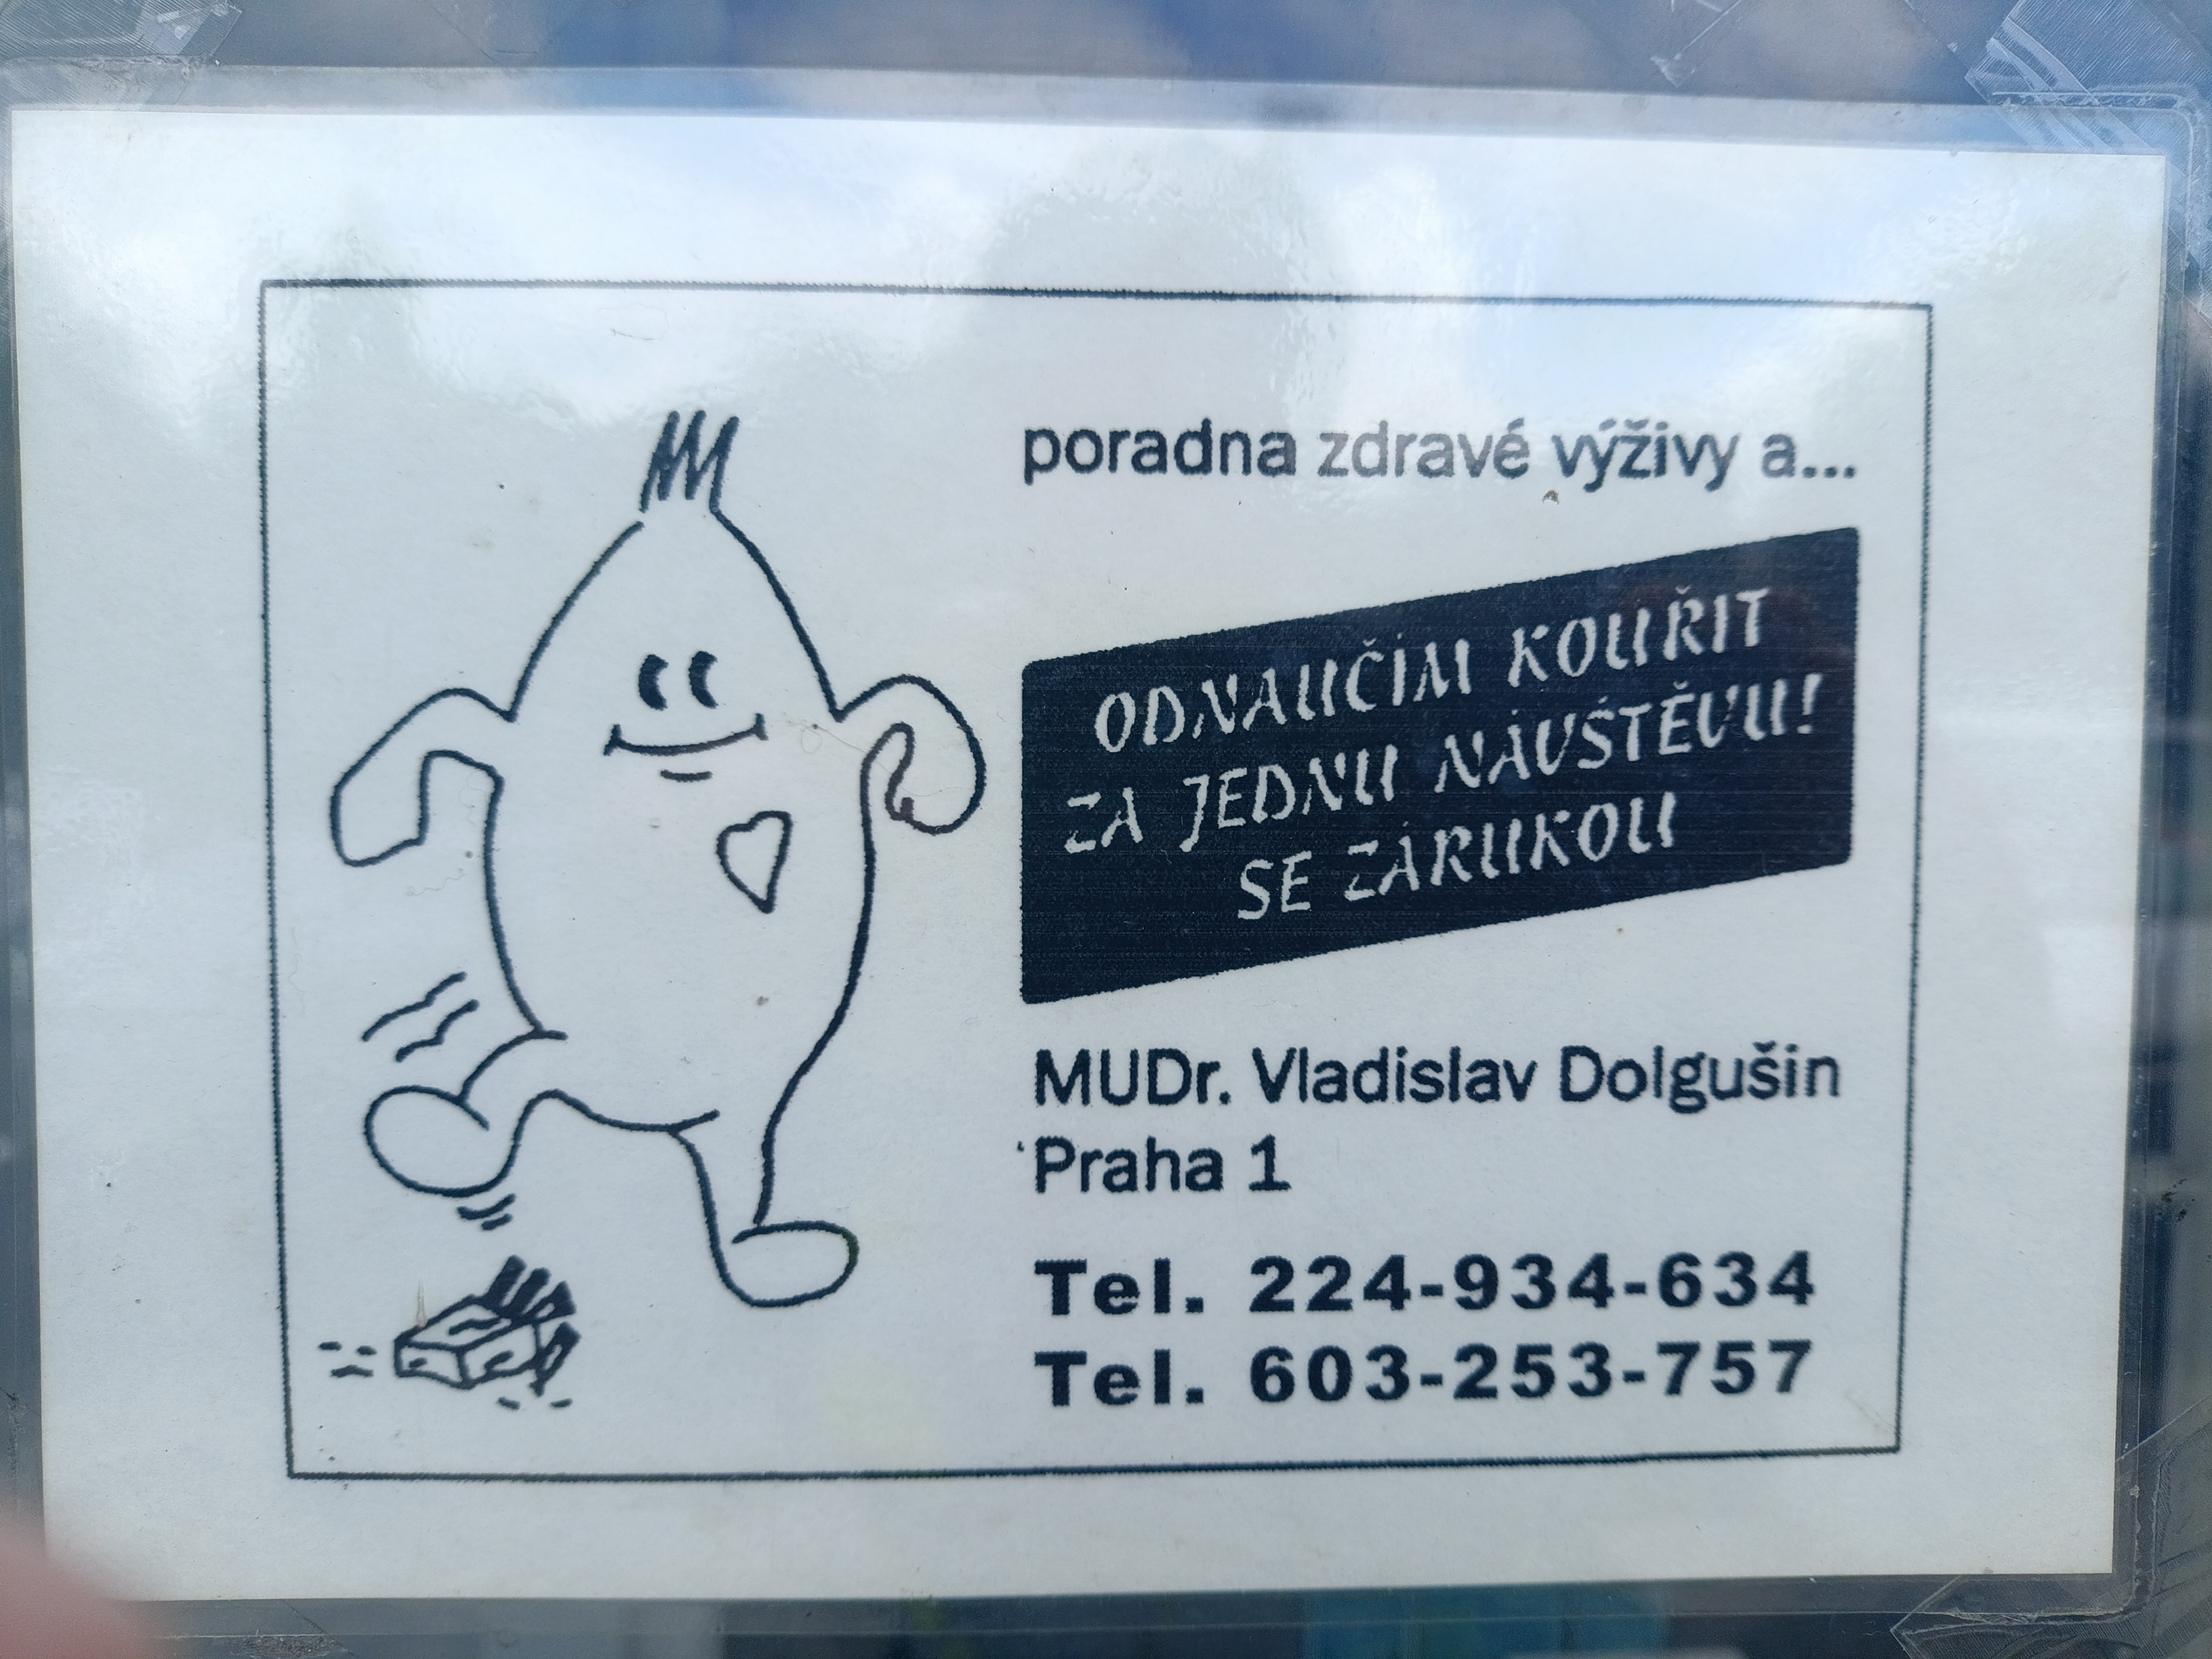 poradna zdravé výživy a...
ODNAUČÍM KOUŘIT
ZA JEDNU NÁVŠTĚVU!
SE ZÁRUKOU
MUDr. Vladislav Dolgušin
Praha 1
Tel. 224-934-634
Tel. 603-253-757